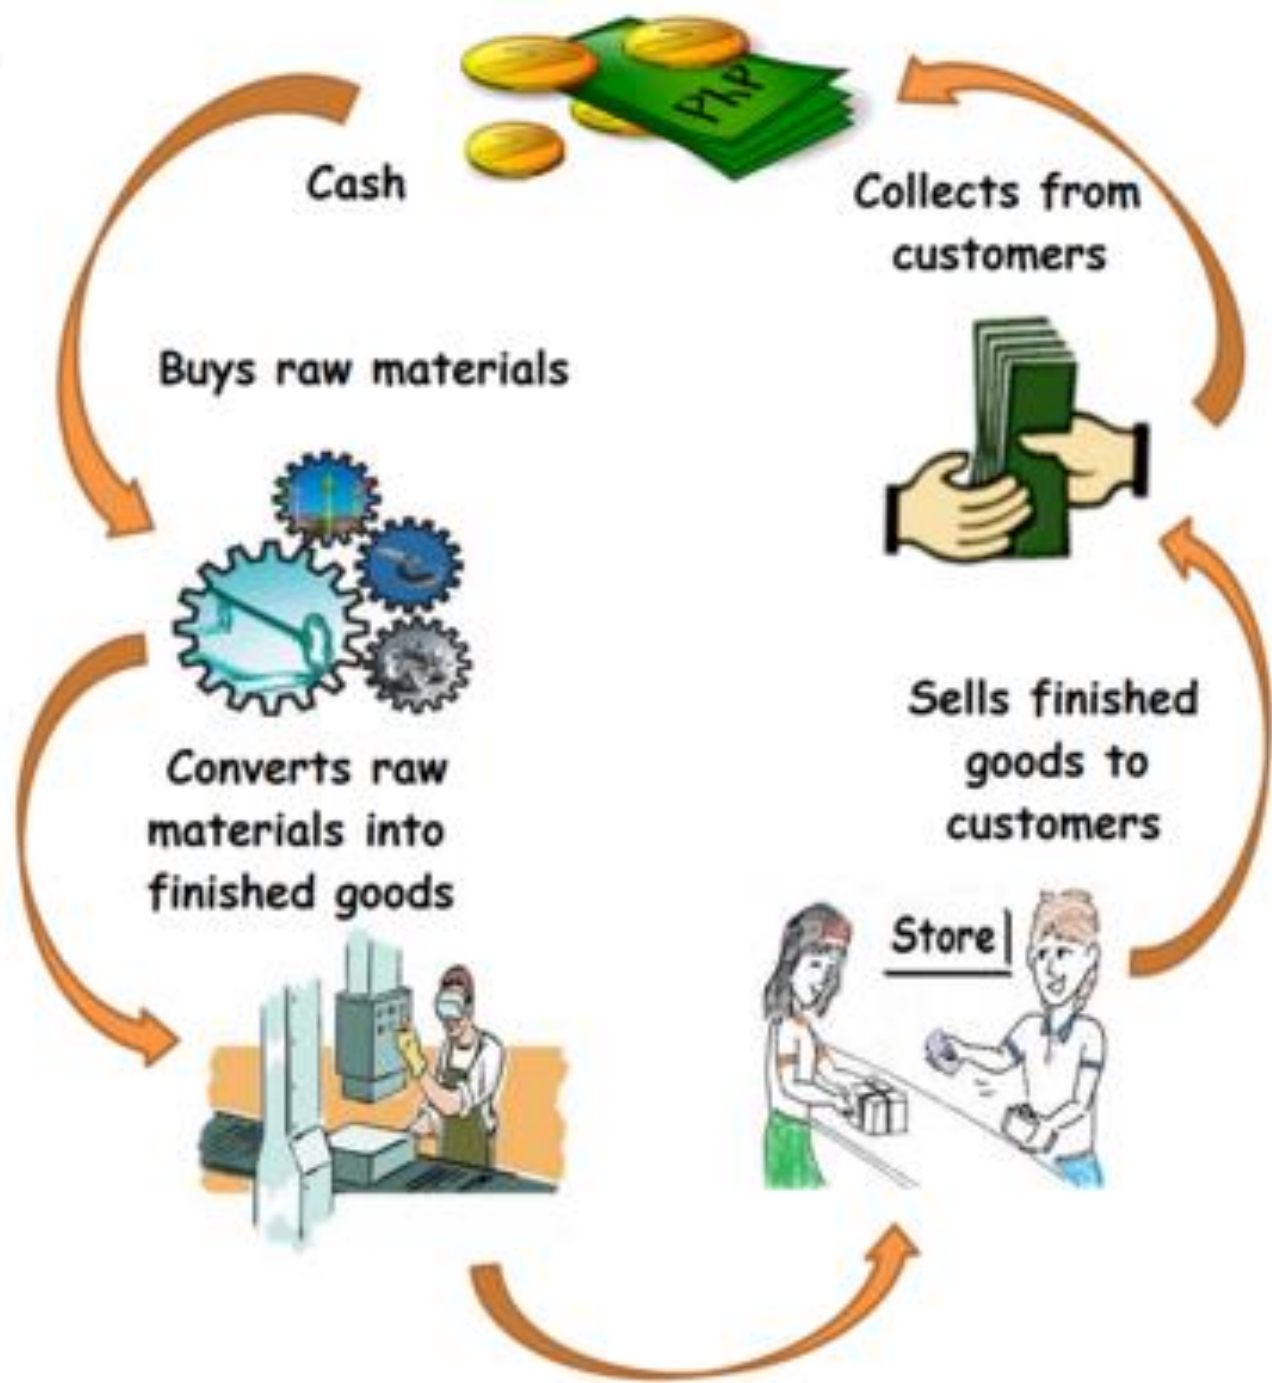 PhP
Cash
Buys raw materials
Converts raw
materials into
finished goods
Store
Sells finished
goods to
customers
Collects from
customers